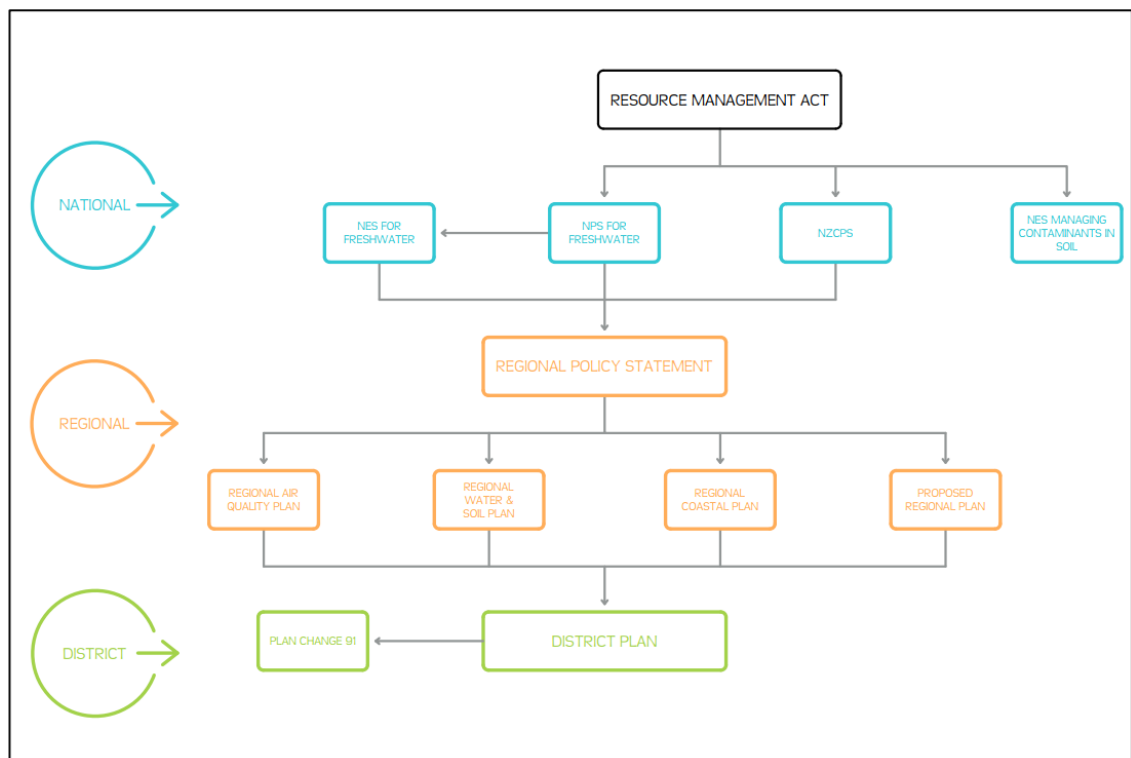 RESOURCE MANAGEMENT ACT
NATIONAL
NES FOR
FRESHWATER
NPS FOR
FRESHWATER
NZCPS
NES MANAGING
CONTAMINANTS IN
SOIL
REGIONAL POLICY STATEMENT
REGIONAL
REGIONAL AIR
QUALITY PLAN
REGIONAL
WATER &
SOIL PLAN
REGIONAL
COASTAL PLAN
PROPOSED
REGIONAL PLAN
DISTRICT
PLAN CHANGE 91
DISTRICT PLAN